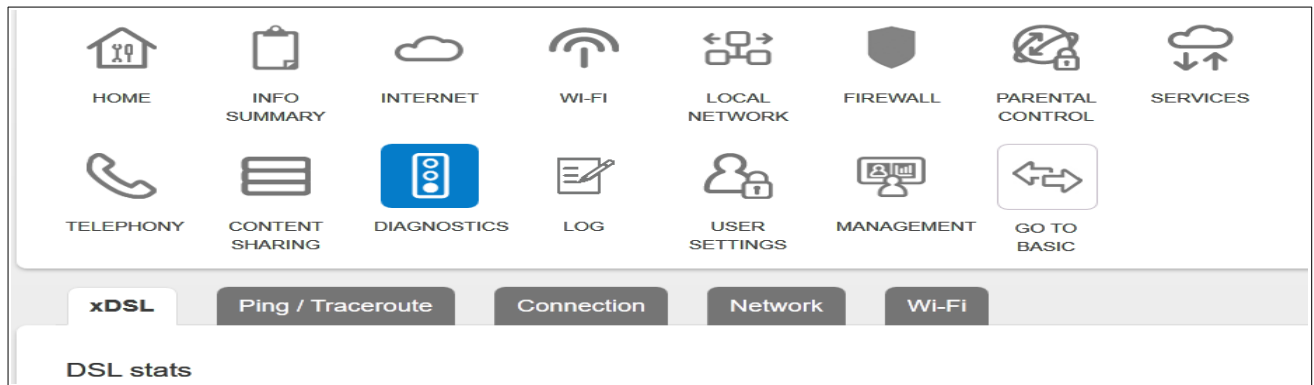 HOME
INFO
SUMMARY
INTERNET
WI-FI
LOCAL
NETWORK
FIREWALL
PARENTAL
CONTROL
SERVICES
TELEPHONY
CONTENT
SHARING
DIAGNOSTICS
LOG
USER
SETTINGS
MANAGEMENT
GO TO
BASIC
xDSL
Ping / Traceroute
Connection
Network
Wi-Fi
DSL stats